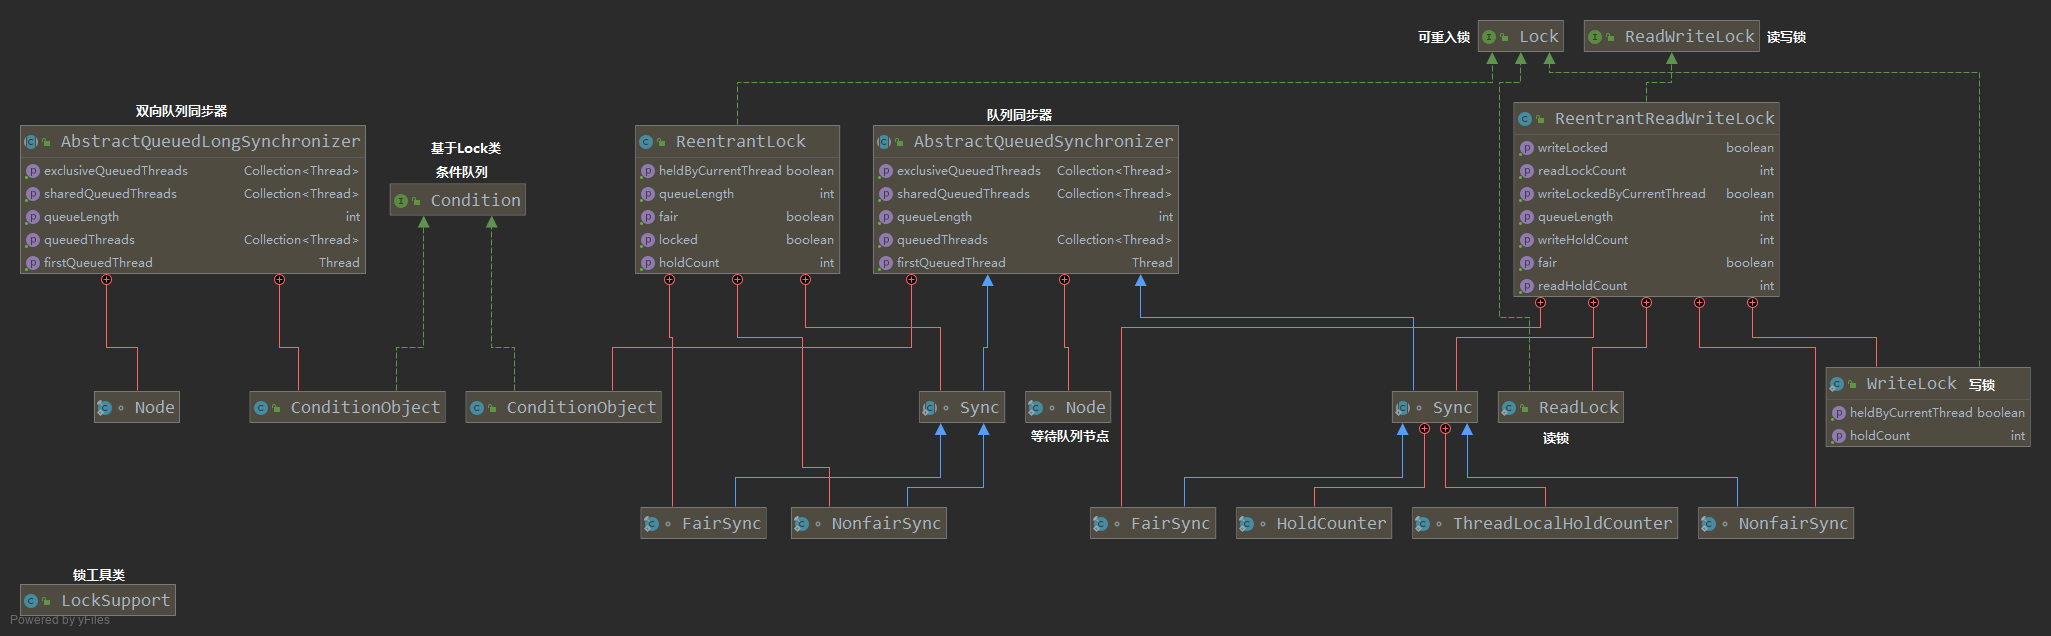 可重入锁 Lock
ReadWriteLock 读写锁
双向队列同步器
AbstractQueuedLongSynchronizer
exclusiveQueuedThreads Collection<Thread>
sharedQueuedThreads Collection<Thread>
queueLength int
queuedThreads Collection<Thread>
firstQueuedThread Thread
基于Lock类
条件队列
Condition
ReentrantLock
heldByCurrentThread boolean
queueLength int
fair boolean
locked boolean
holdCount int
队列同步器
AbstractQueuedSynchronizer
exclusiveQueuedThreads Collection<Thread>
sharedQueuedThreads Collection<Thread>
queueLength int
queuedThreads Collection<Thread>
firstQueuedThread Thread
ReentrantReadWriteLock
writeLocked boolean
readLockCount int
writeLockedByCurrentThread boolean
queueLength int
writeHoldCount int
fair boolean
readHoldCount int
Node
ConditionObject
ConditionObject
Sync
Node
等待队列节点
Sync
ReadLock
读锁
WriteLock 写锁
heldByCurrentThread boolean
holdCount int
FairSync
NonfairSync
FairSync
HoldCounter
ThreadLocalHoldCounter
NonfairSync
锁工具类
LockSupport
Powered by yFiles